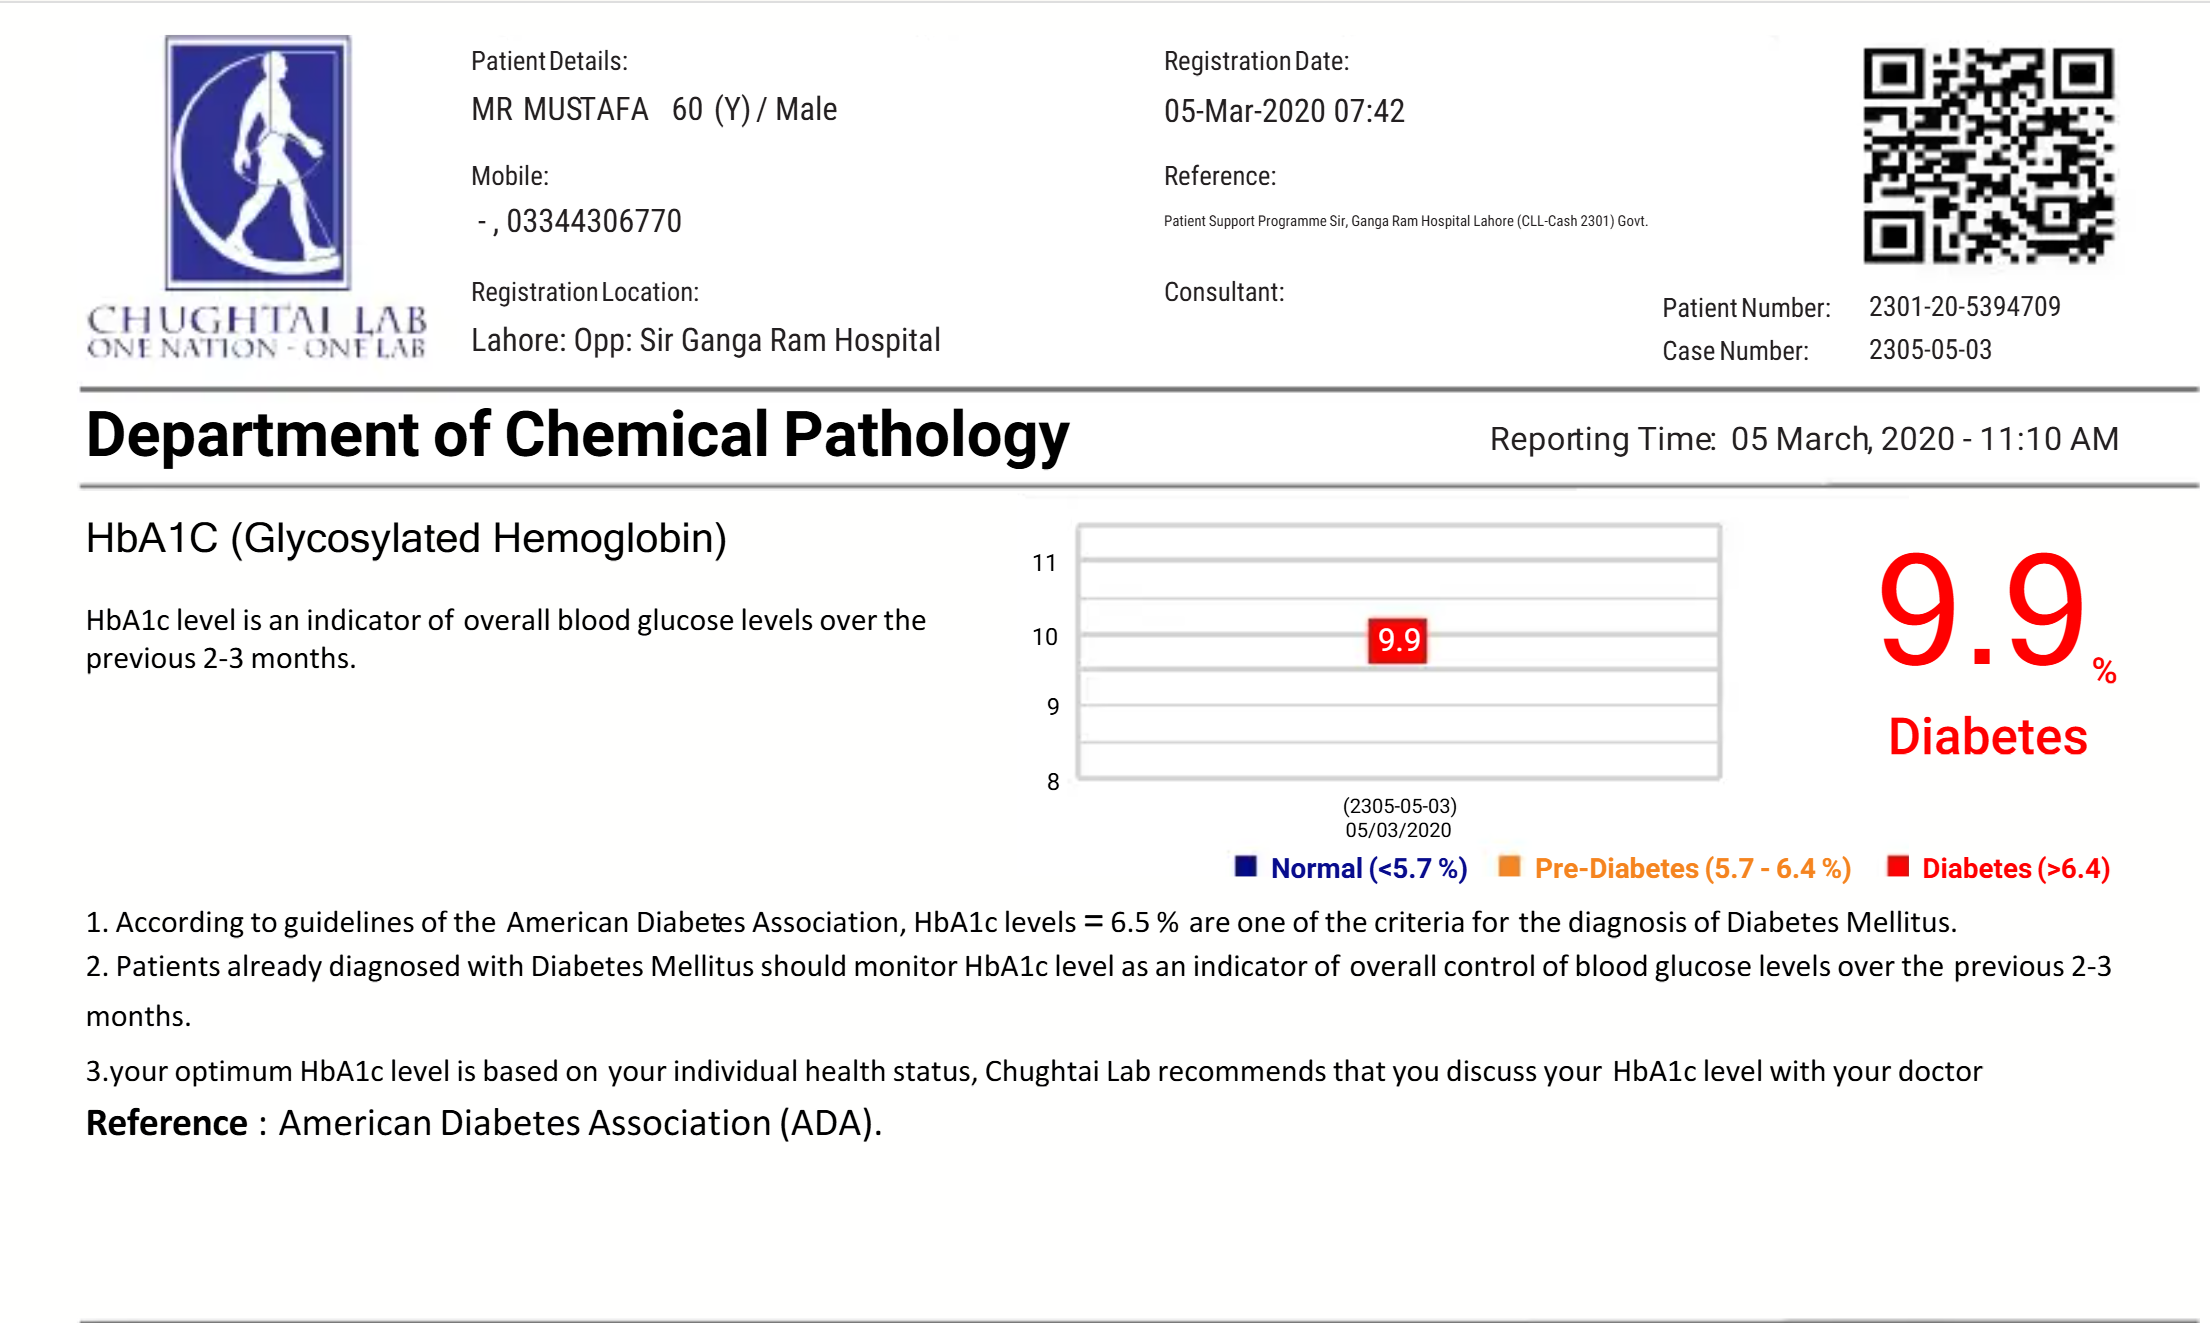 Patient Details:
MR MUSTAFA 60 (Y) / Male
Mobile:
- , 03344306770
Registration Location:
Lahore: Opp: Sir Ganga Ram Hospital
Registration Date:
05-Mar-2020 07:42
Reference:
Patient Support Programme Sir, Ganga Ram Hospital Lahore (CLL-Cash 2301) Govt.
Consultant:
Patient Number: 2301-20-5394709
Case Number: 2305-05-03
CHUGHTAI LAB
ONE NATION - ONE LAB
Department of Chemical Pathology
Reporting Time: 05 March, 2020 - 11:10 AM
HbA1C (Glycosylated Hemoglobin)
HbA1c level is an indicator of overall blood glucose levels over the
previous 2-3 months.
11
10
9
8
9.9
(2305-05-03)
05/03/2020
9.9 %
Diabetes
Normal (<5.7 %) Pre-Diabetes (5.7 - 6.4 %) Diabetes (>6.4)
1. According to guidelines of the American Diabetes Association, HbA1c levels = 6.5 % are one of the criteria for the diagnosis of Diabetes Mellitus.
2. Patients already diagnosed with Diabetes Mellitus should monitor HbA1c level as an indicator of overall control of blood glucose levels over the previous 2-3
months.
3.your optimum HbA1c level is based on your individual health status, Chughtai Lab recommends that you discuss your HbA1c level with your doctor
Reference : American Diabetes Association (ADA).